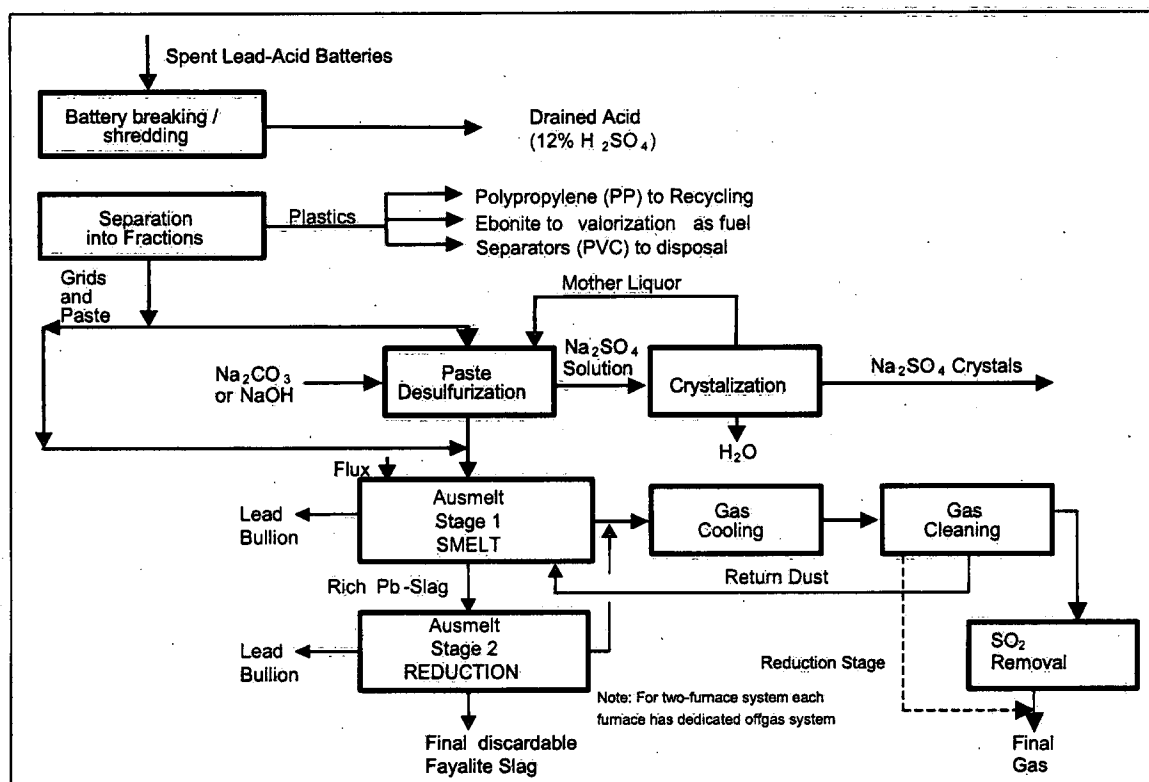 Spent Lead-Acid Batteries
Battery breaking /
shredding
Drained Acid
(12% H2SO4)
Separation
into Fractions
Plastics
Polypropylene (PP) to Recycling
Ebonite to valorization as fuel
Separators (PVC) to disposal
Grids
and
Paste
Mother Liquor
Na2CO3
or NaOH
Paste
Desulfurization
Na2SO4
Solution
Crystalization
Na2SO4 Crystals
H2O
Flux
Ausmelt
Stage 1
SMELT
Lead
Bullion
Gas
Cooling
Gas
Cleaning
Return Dust
Rich Pb-Slag
Ausmelt
Stage 2
REDUCTION
Lead
Bullion
Reduction Stage
SO2
Removal
Note: For two-furnace system each
furnace has dedicated offgas system
Final discardable
Fayalite Slag
Final
Gas